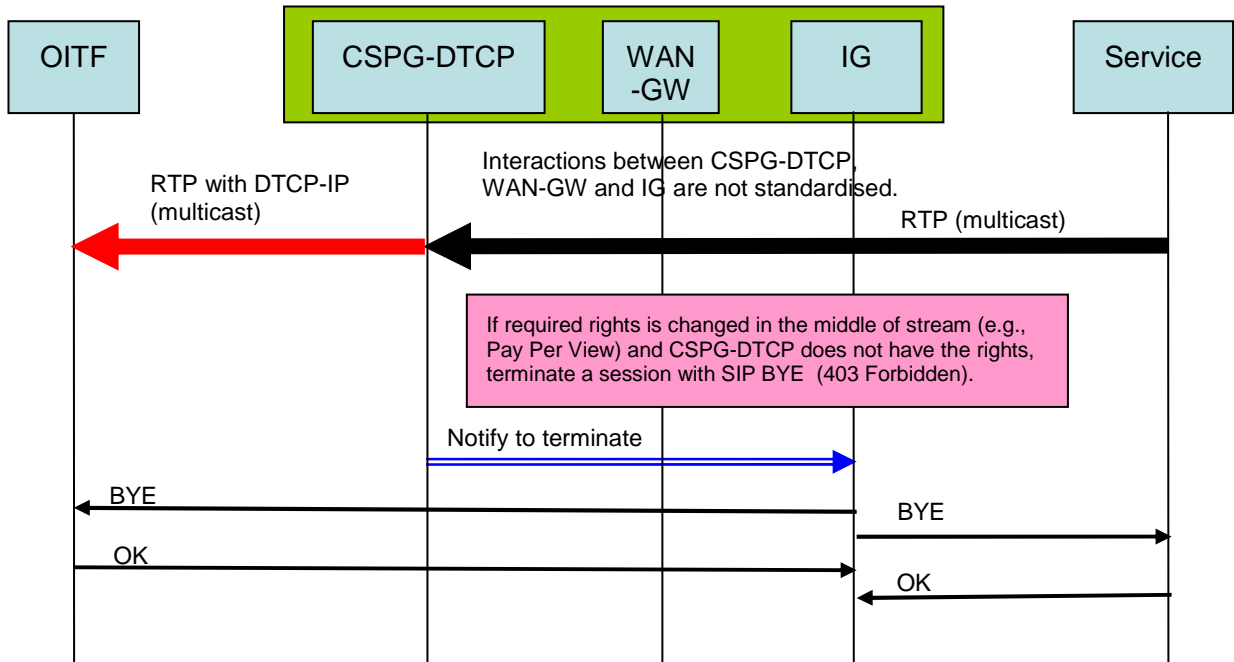 OITF
CSPG-DTCP
WAN
-GW
IG
Service
Interactions between CSPG-DTCP,
WAN-GW and IG are not standardised.
RTP with DTCP-IP
(multicast)
RTP (multicast)
If required rights is changed in the middle of stream (e.g.,
Pay Per View) and CSPG-DTCP does not have the rights,
terminate a session with SIP BYE (403 Forbidden).
Notify to terminate
BYE
BYE
OK
OK